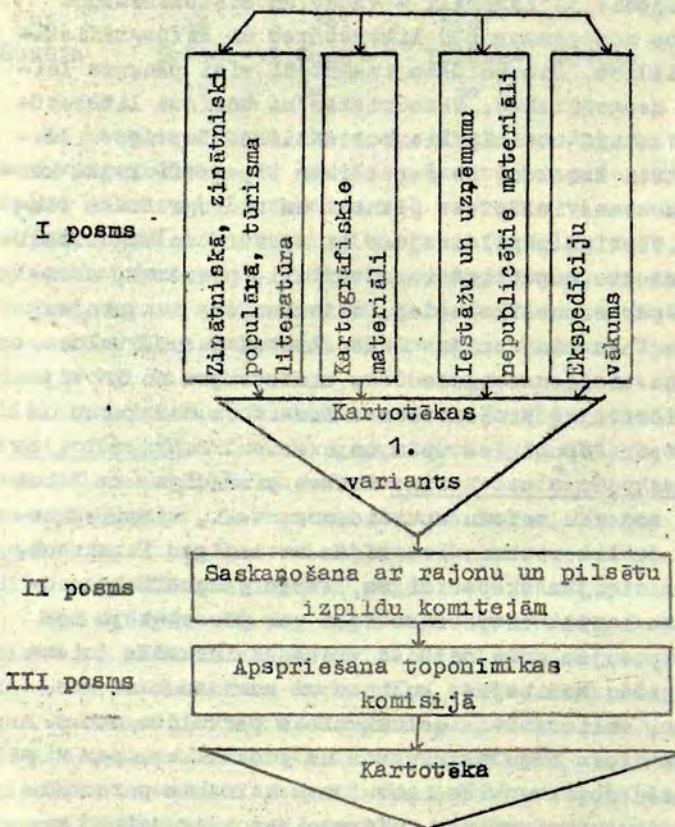 I posms
Zinātniska, zinātniski
populārā, tūrisma
literatūra
Kartogrāfiskie
materiāli
Iestāžu un uzņēmumu
nepublicētie materiāli
Ekspedīciju
vākums
Kartotēkas
1.
variants
II posms
Saskaņošana ar rajonu un pilsētu
izpildu komitejām
III posms
Apspriešana toponīmikas
komisijā
Kartotēka